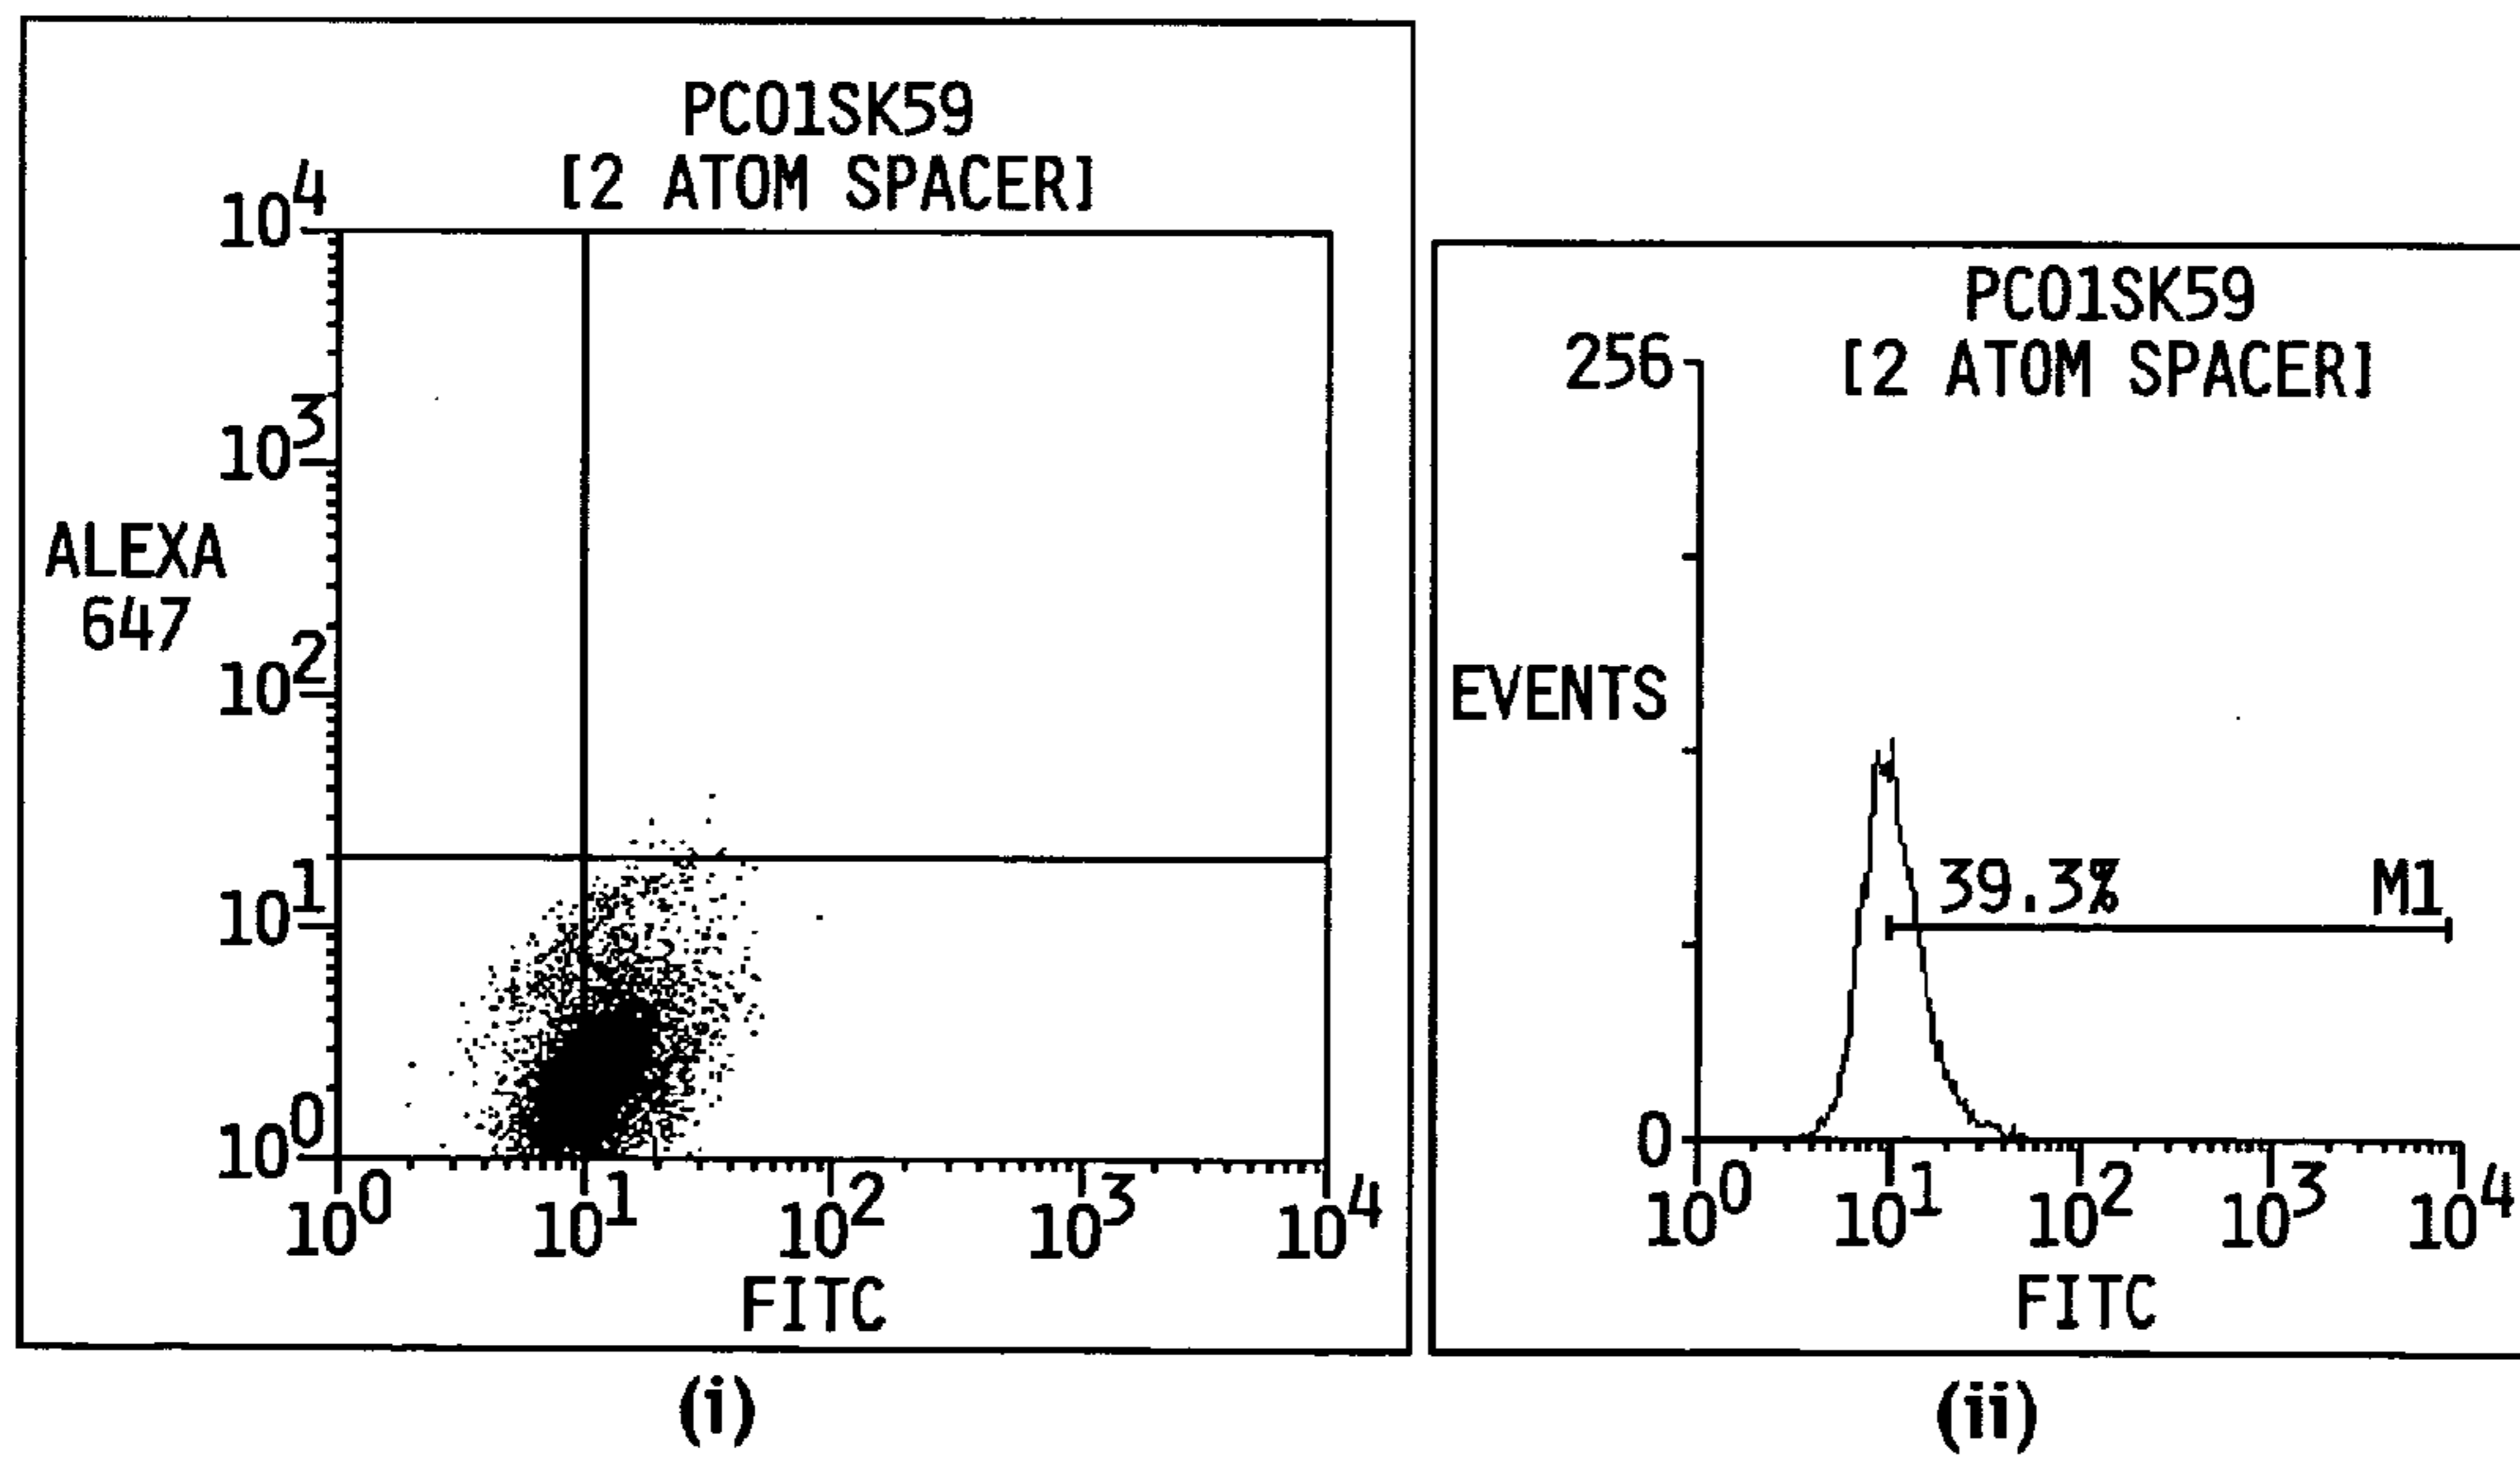 PC01SK59
[2 ATOM SPACER]
10^4
10^3
ALEXA
647
10^2
10^1
10^0
10^0 10^1 10^2 10^3 10^4
FITC
(i)
PC01SK59
[2 ATOM SPACER]
256
EVENTS
39.3% M1
0
10^0 10^1 10^2 10^3 10^4
FITC
(ii)